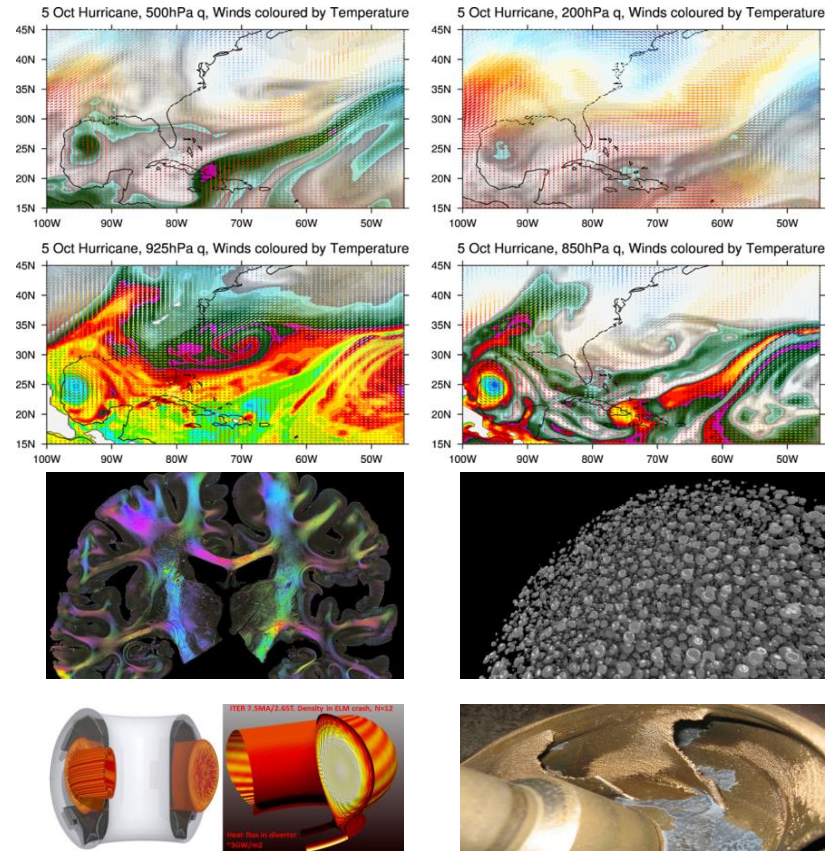 5 Oct Hurricane, 500hPa q, Winds coloured by Temperature
45N
40N
35N
30N
25N
20N
15N
100W
90W
80W
70W
60W
50W
5 Oct Hurricane, 200hPa q, Winds coloured by Temperature
45N
40N
35N
30N
25N
20N
15N
100W
90W
80W
70W
60W
50W
5 Oct Hurricane, 925hPa q, Winds coloured by Temperature
45N
40N
35N
30N
25N
20N
15N
100W
90W
80W
70W
60W
50W
5 Oct Hurricane, 850hPa q, Winds coloured by Temperature
45N
40N
35N
30N
25N
20N
15N
100W
90W
80W
70W
60W
50W
ITER 7.5MA/2.65T. Density in ELM crash, N=12
Heat flux in divertor
~3GW/m2